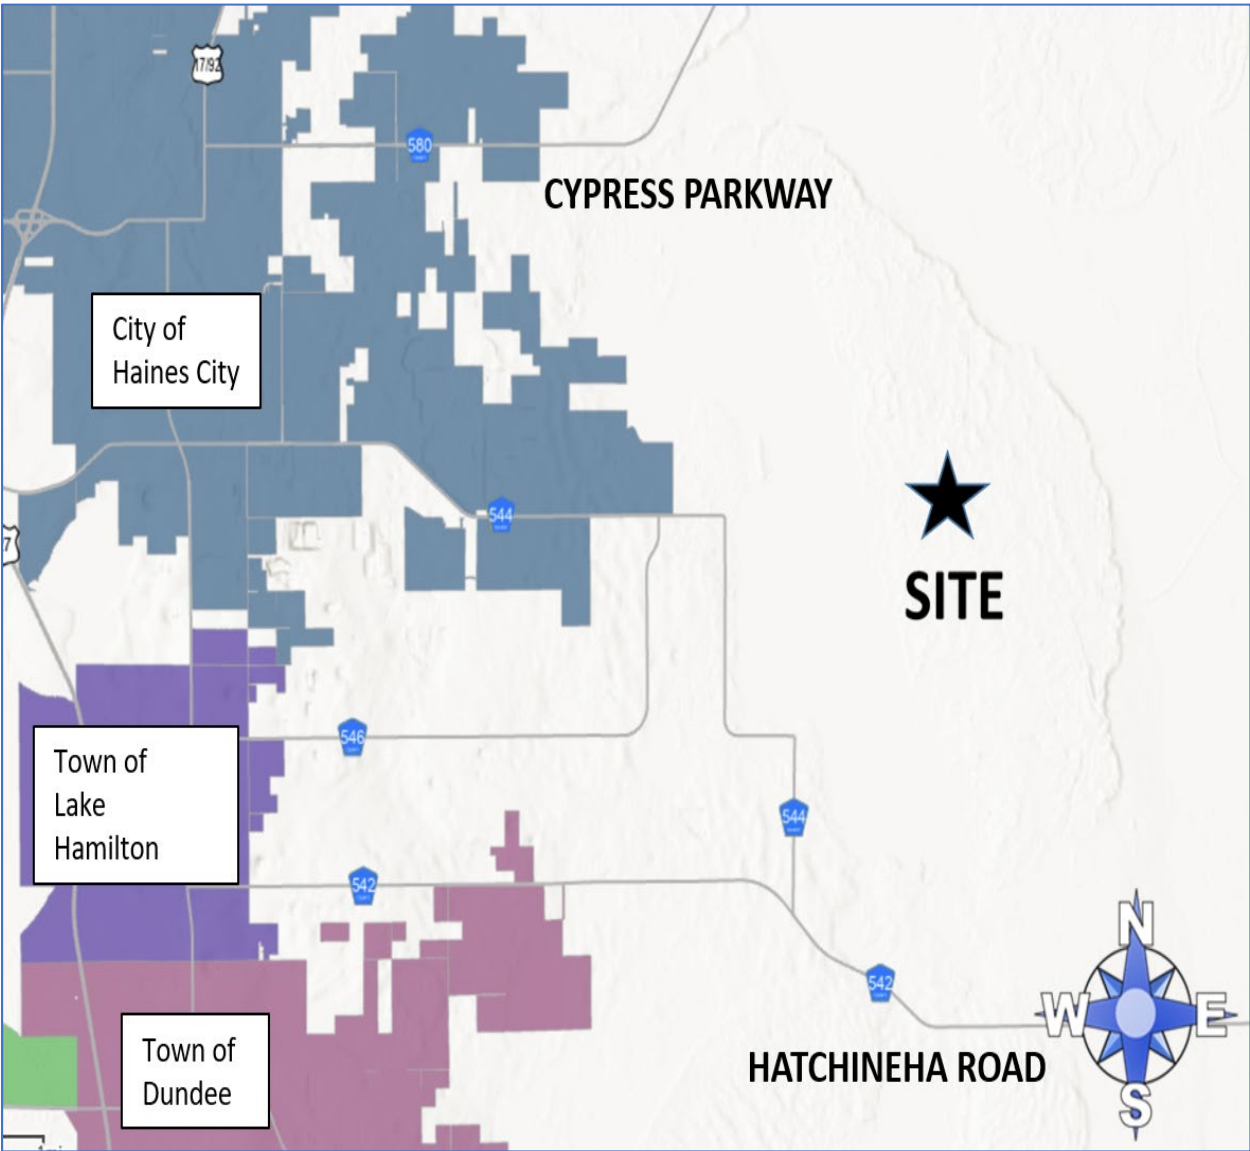 17/92
580
CYPRESS PARKWAY
City of
Haines City
544
7
SITE
546
Town of
Lake
Hamilton
544
542
542
N
W E
S
Town of
Dundee
HATCHINEHA ROAD